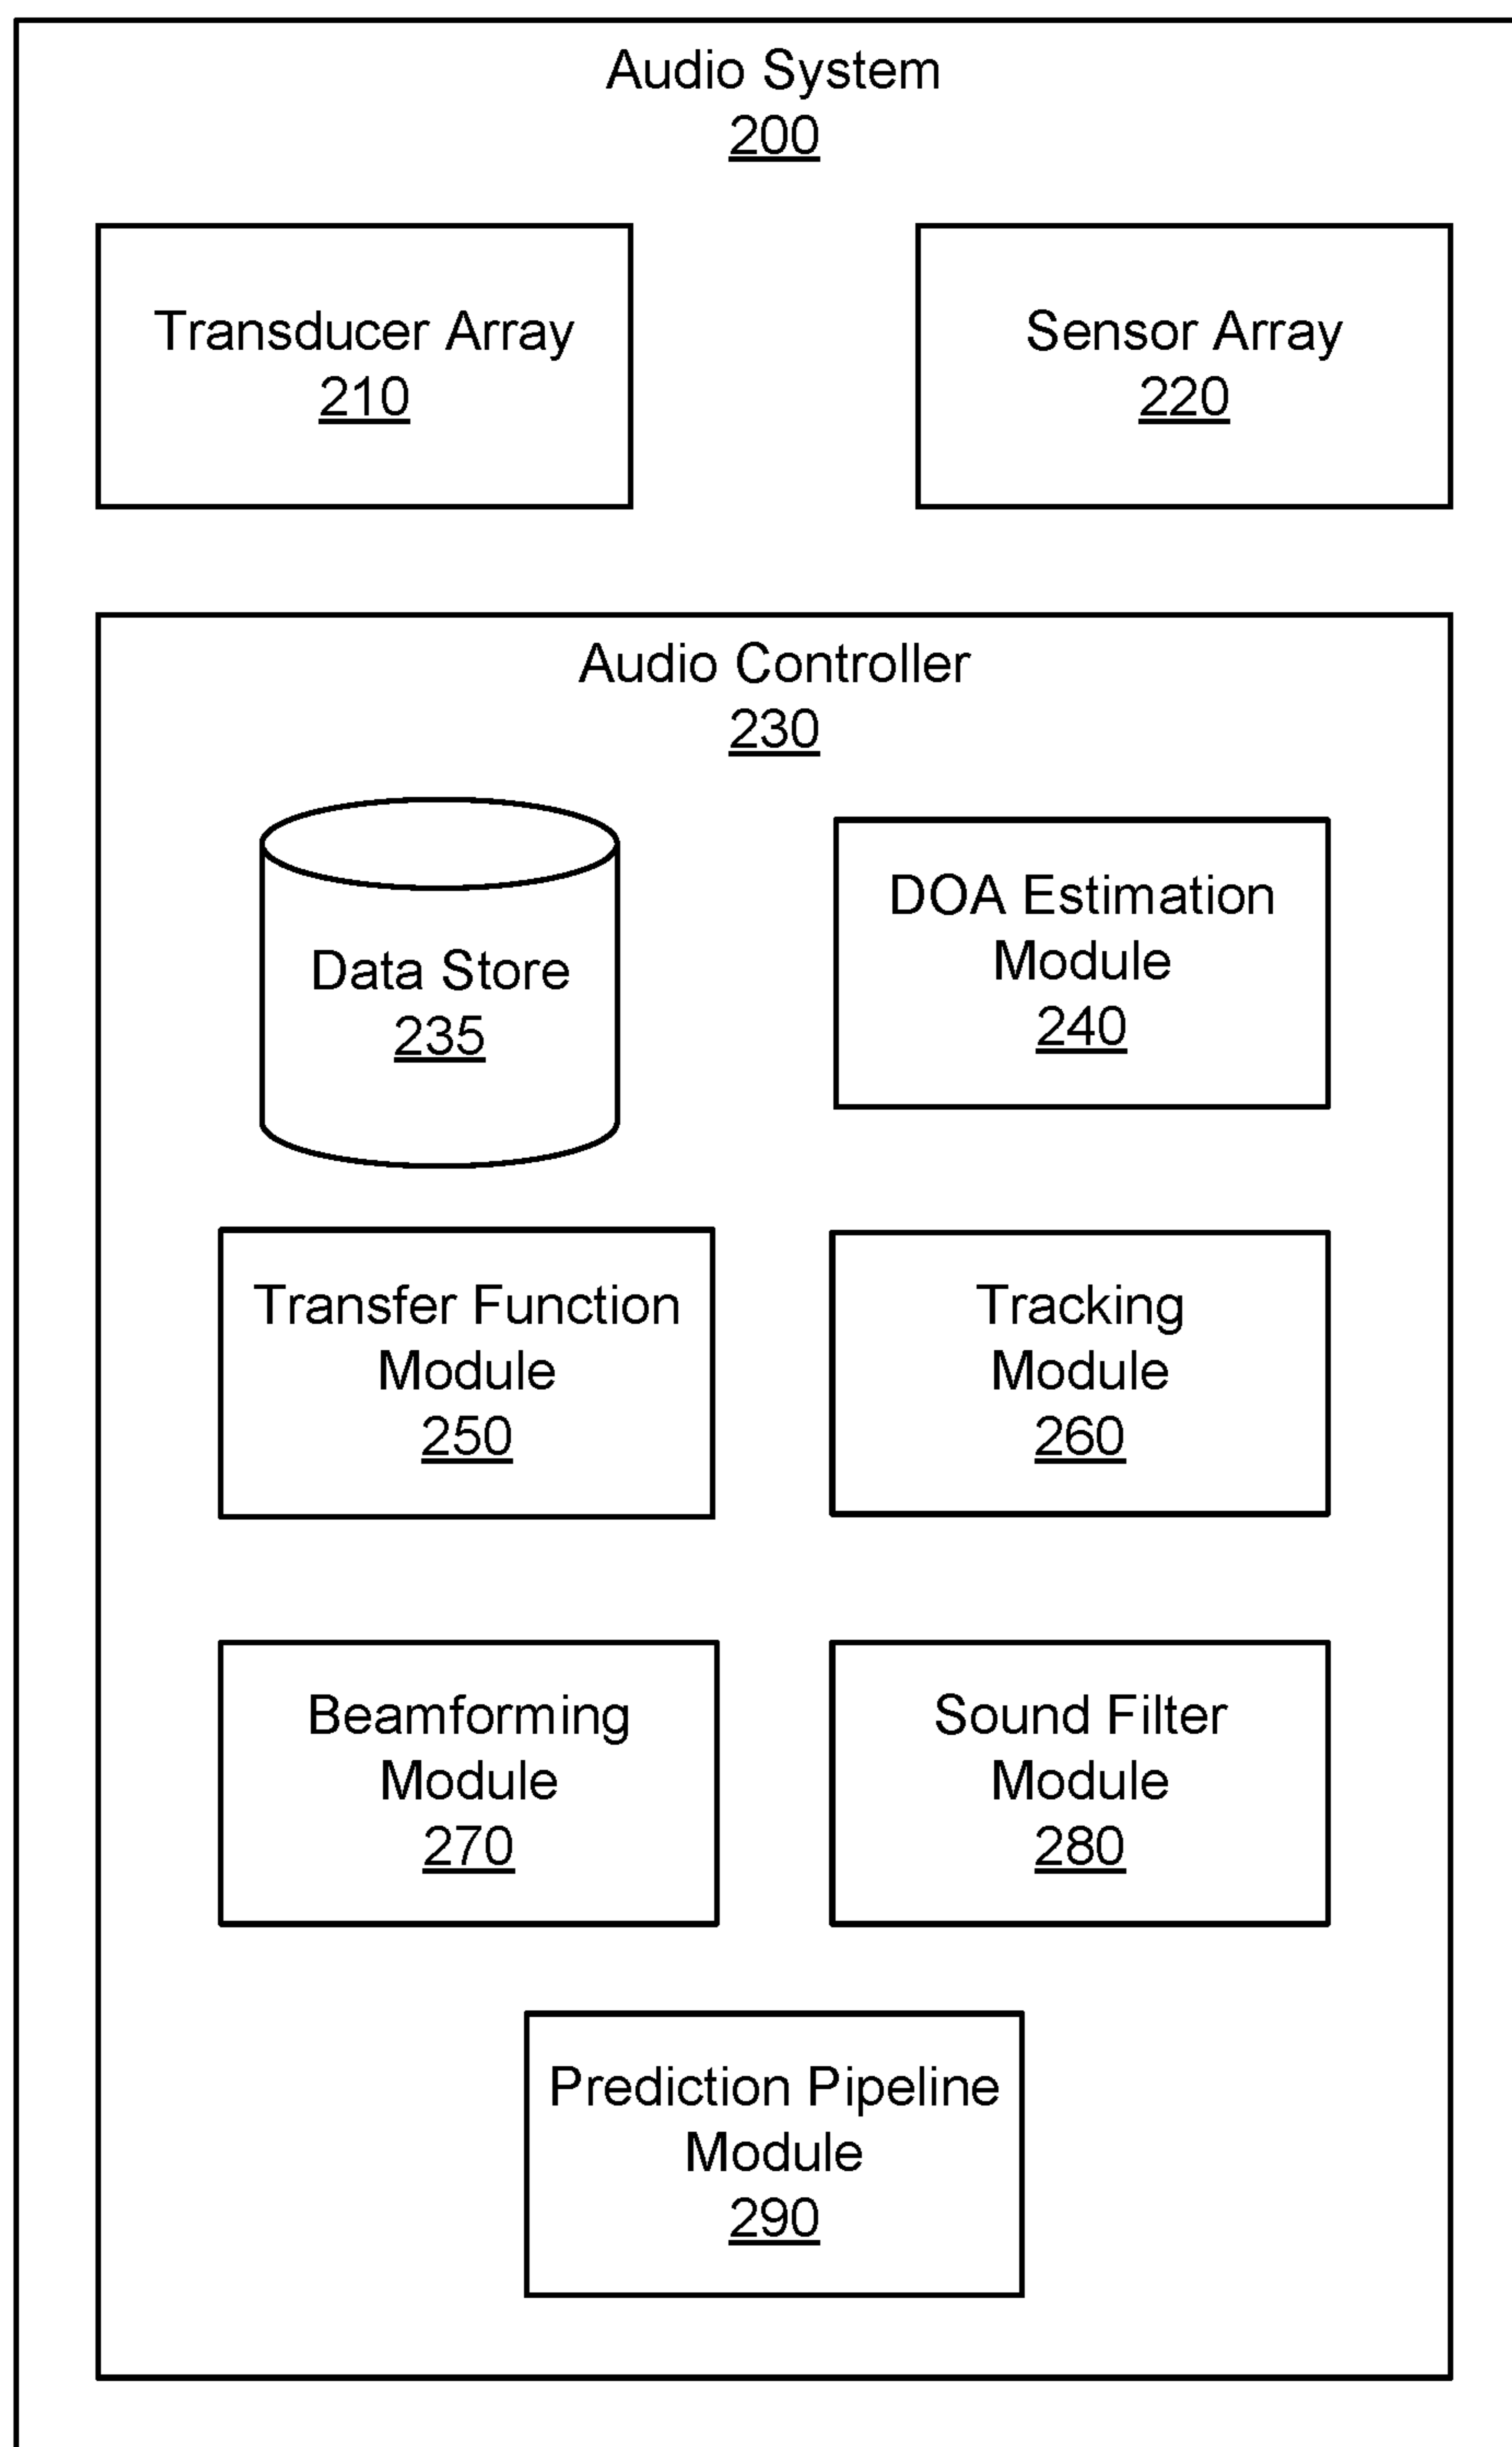 Audio System
200
Transducer Array
210
Sensor Array
220
Audio Controller
230
Data Store
235
DOA Estimation
Module
240
Transfer Function
Module
250
Tracking
Module
260
Beamforming
Module
270
Sound Filter
Module
280
Prediction Pipeline
Module
290